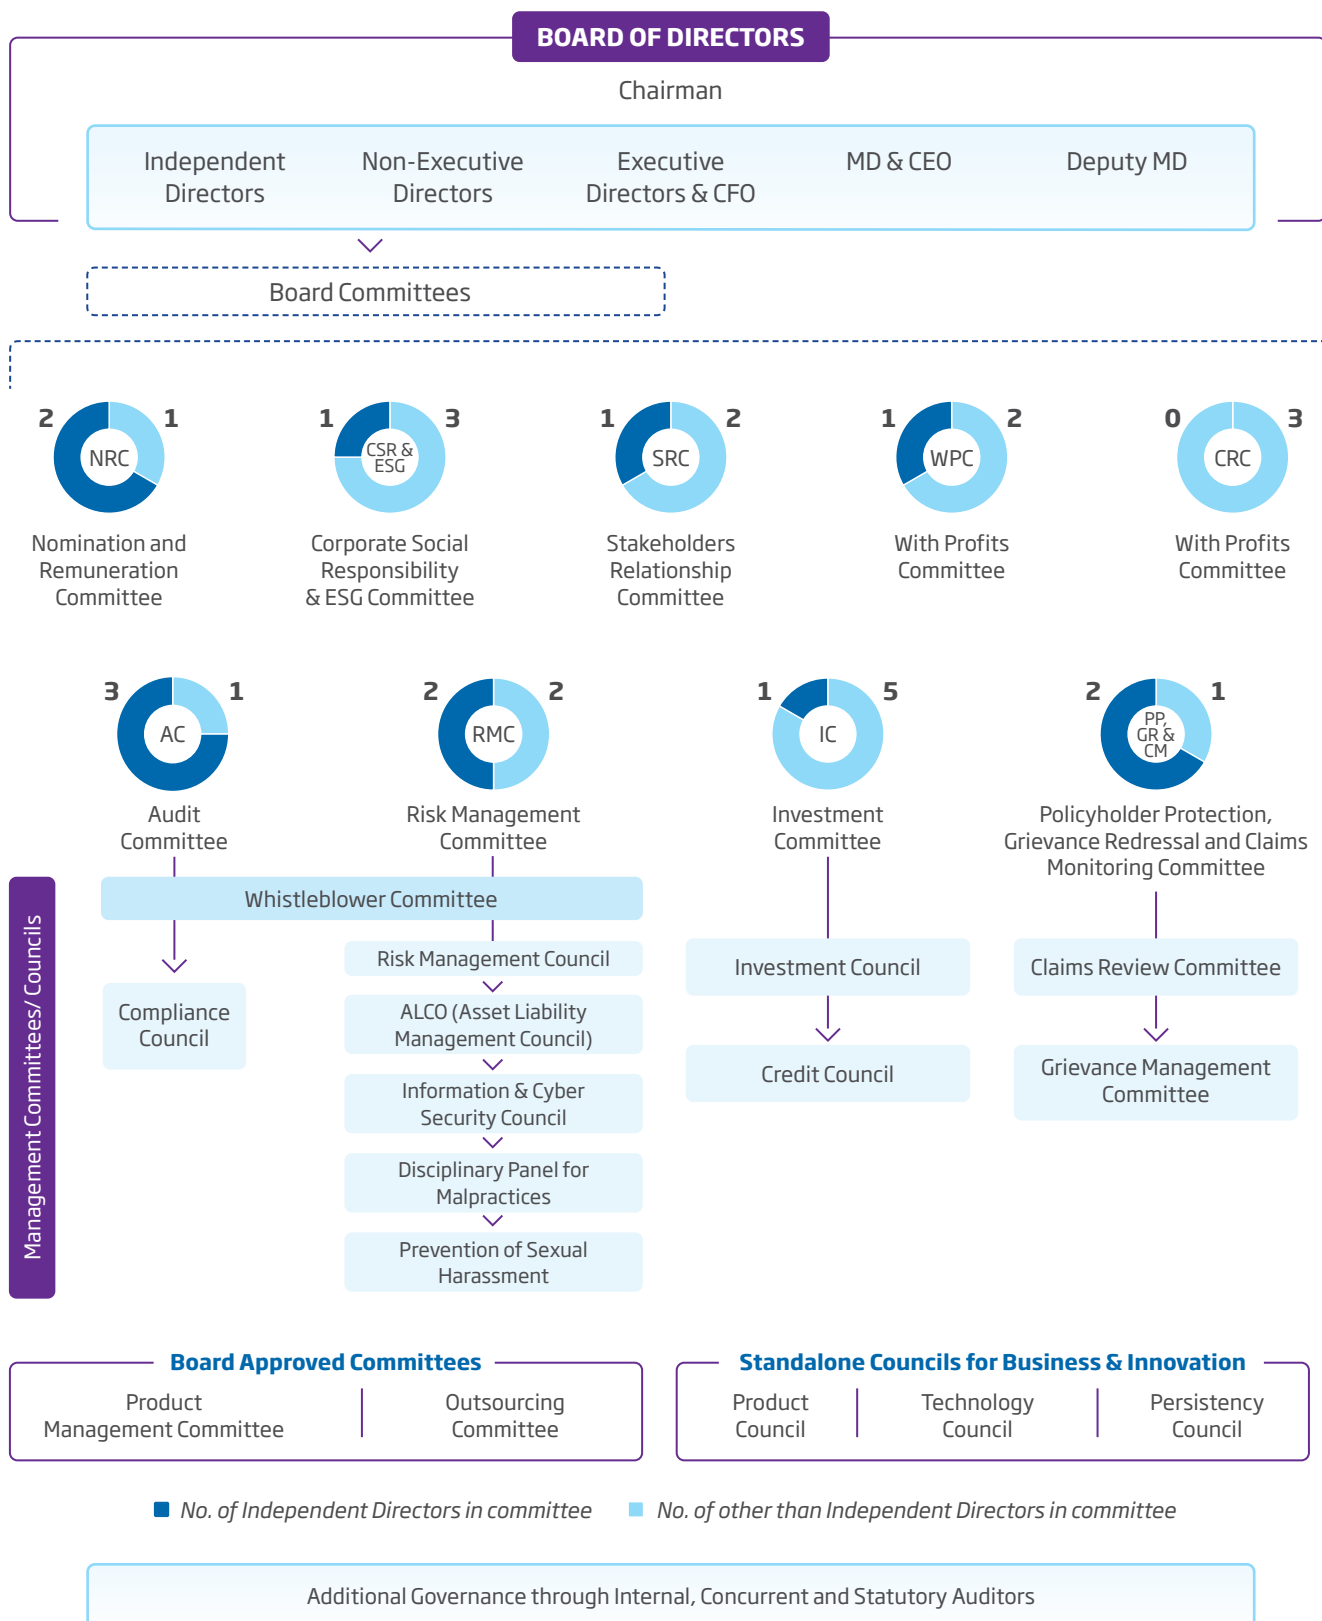 BOARD OF DIRECTORS
Chairman
Independent
Directors
Non-Executive
Directors
Executive
Directors & CFO
MD & CEO
Deputy MD
Board Committees
2
1
NRC
Nomination and
Remuneration
Committee
1
3
CSR &
ESG
Corporate Social
Responsibility
& ESG Committee
1
2
SRC
Stakeholders
Relationship
Committee
1
2
WPC
With Profits
Committee
0
3
CRC
With Profits
Committee
3
1
AC
Audit
Committee
2
2
RMC
Risk Management
Committee
1
5
IC
Investment
Committee
2
1
PP,
GR &
CM
Policyholder Protection,
Grievance Redressal and Claims
Monitoring Committee
Management Committees/ Councils
Whistleblower Committee
Compliance
Council
Risk Management Council
ALCO (Asset Liability
Management Council)
Information & Cyber
Security Council
Disciplinary Panel for
Malpractices
Prevention of Sexual
Harassment
Investment Council
Credit Council
Claims Review Committee
Grievance Management
Committee
Board Approved Committees
Product
Management Committee
Outsourcing
Committee
Standalone Councils for Business & Innovation
Product
Council
Technology
Council
Persistency
Council
No. of Independent Directors in committee
No. of other than Independent Directors in committee
Additional Governance through Internal, Concurrent and Statutory Auditors